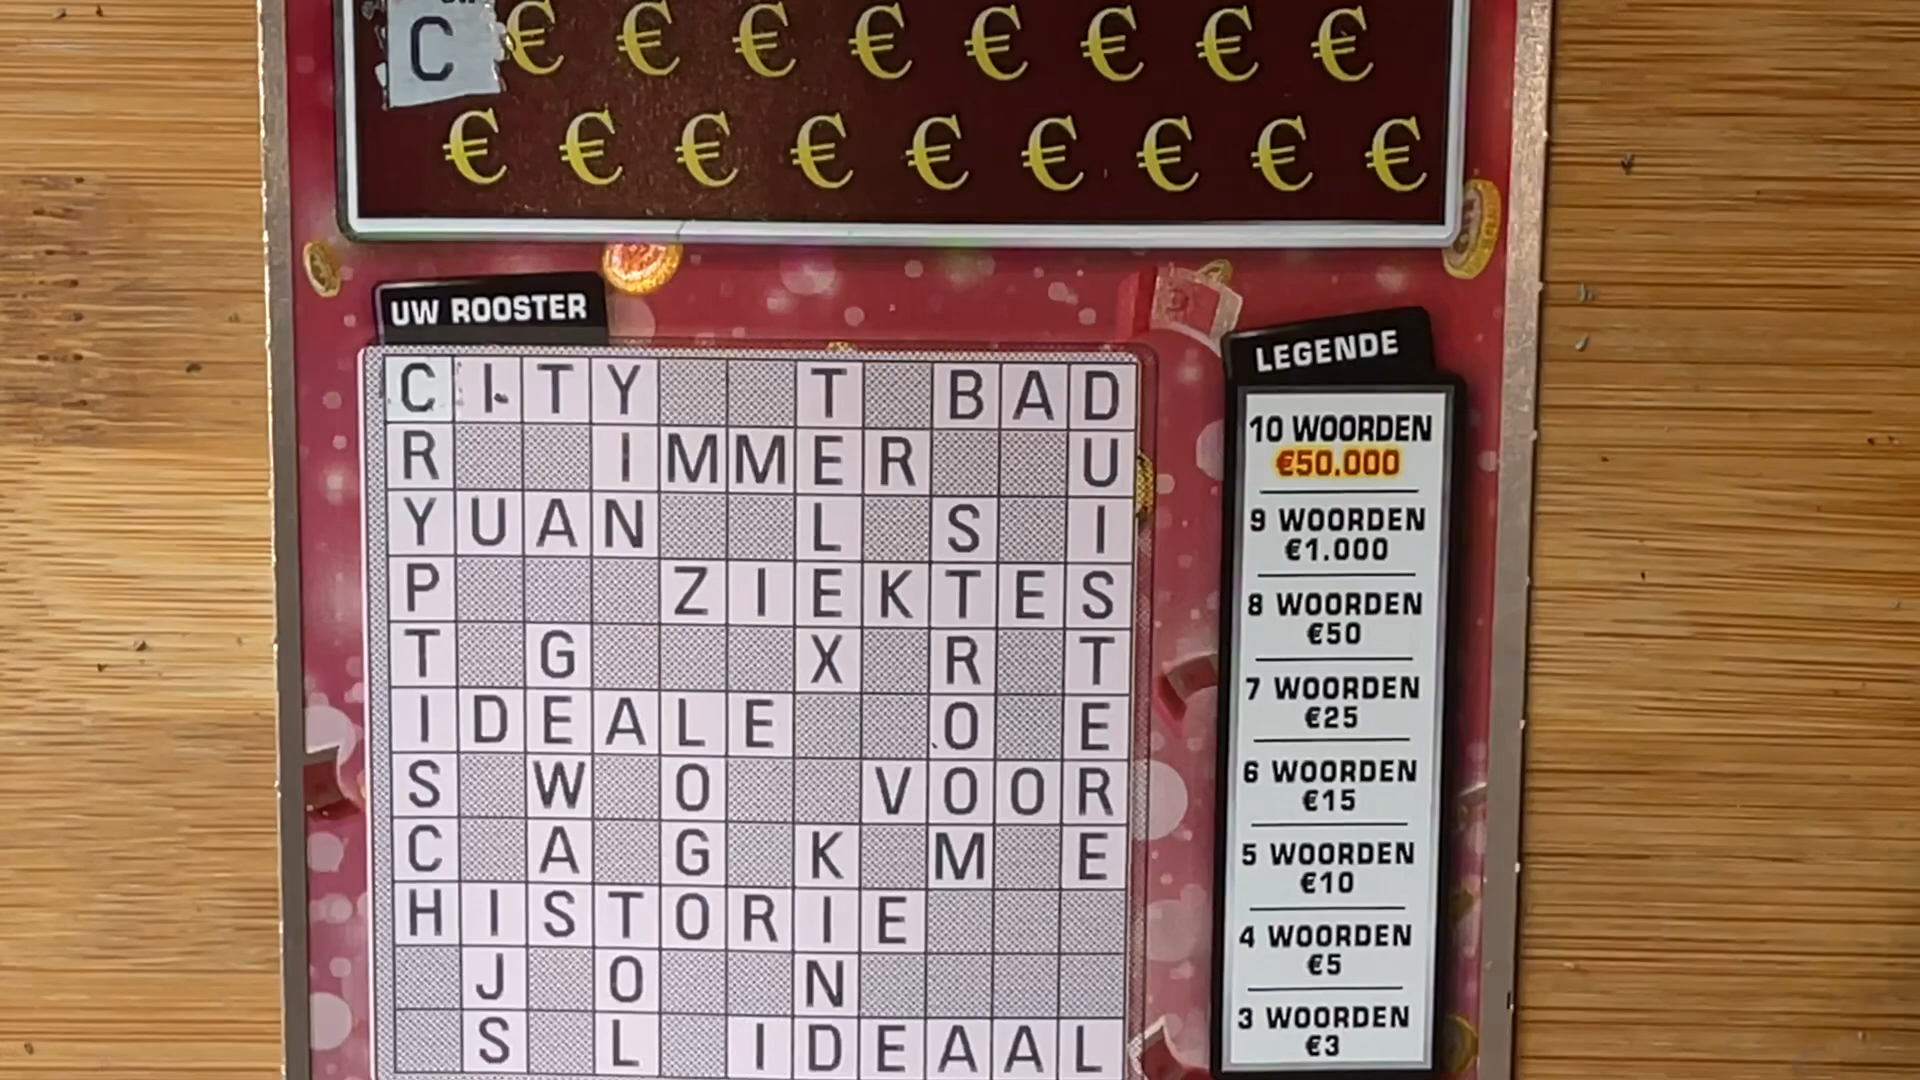 C € € € € € € € €
€ € € € € € € € €
UW ROOSTER
LEGENDE
C I T Y T B A D
R I M M E R U
Y U A N L S I
P Z I E K T E S
T G X R T
I D E A L E O E
S W O V O O R
C A G K M E
H I S T O R I E
J O N
S L I D E A A L
10 WOORDEN
€50.000
9 WOORDEN
€1.000
8 WOORDEN
€50
7 WOORDEN
€25
6 WOORDEN
€15
5 WOORDEN
€10
4 WOORDEN
€5
3 WOORDEN
€3